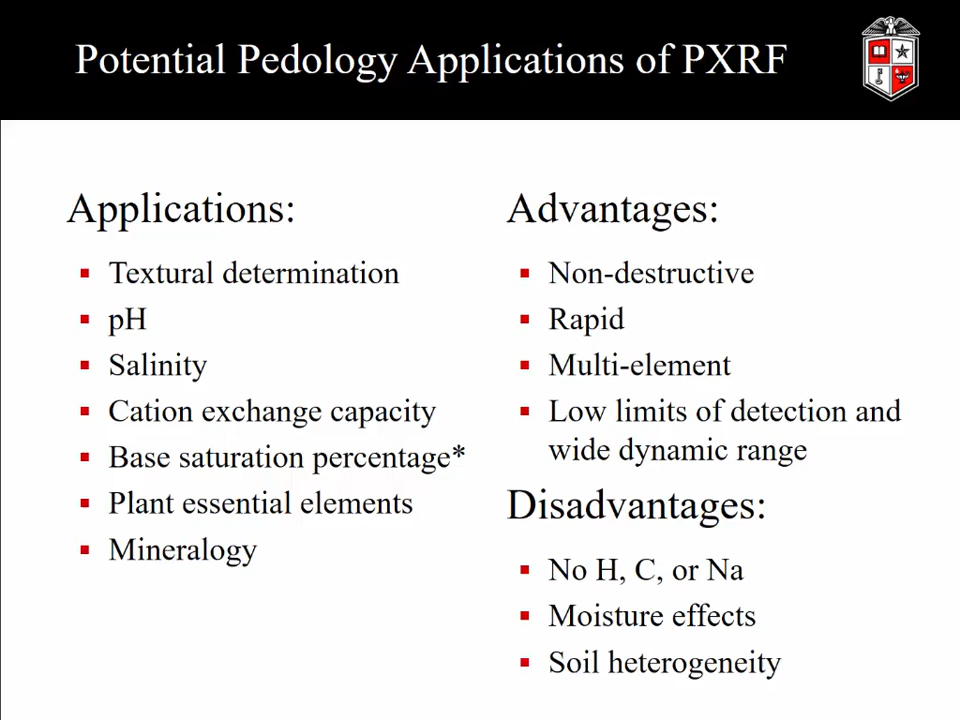 Potential Pedology Applications of PXRF
Applications:
Textural determination
pH
Salinity
Cation exchange capacity
Base saturation percentage*
Plant essential elements
Mineralogy
Advantages:
Non-destructive
Rapid
Multi-element
Low limits of detection and
wide dynamic range
Disadvantages:
No H, C, or Na
Moisture effects
Soil heterogeneity